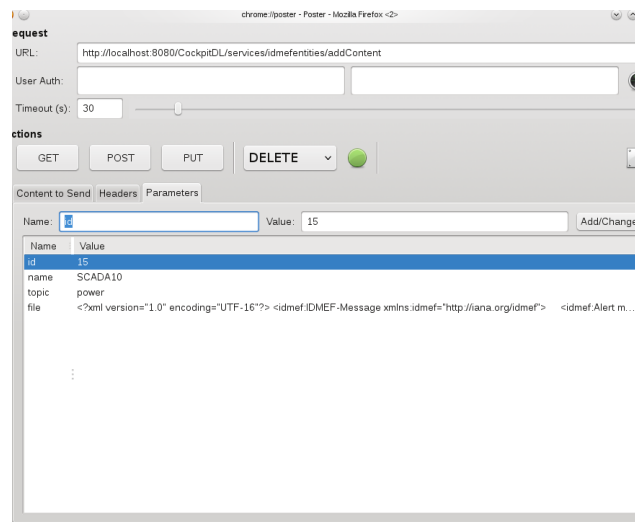 chrome://poster - Poster - Mozilla Firefox <2>
equest
URL: http://localhost:8080/CockpitDL/services/idmefentities/addContent
User Auth:
Timeout (s): 30
ctions
GET POST PUT DELETE
Content to Send Headers Parameters
Name: id Value: 15 Add/Change
Name Value
id 15
name SCADA10
topic power
file <?xml version="1.0" encoding="UTF-16"?> <idmef:IDMEF-Message xmlns:idmef="http://iana.org/idmef"> <idmef:Alert m...